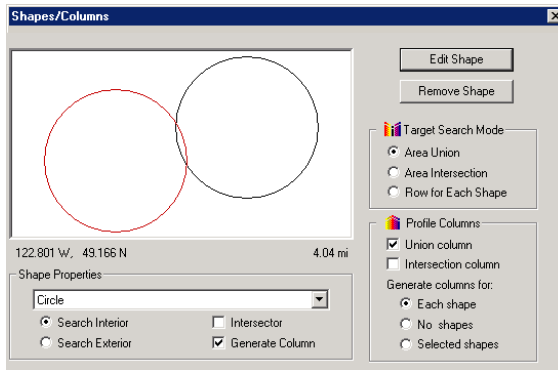 Shapes/Columns
Edit Shape
Remove Shape
Target Search Mode
Area Union
Area Intersection
Row for Each Shape
122.801 W, 49.166 N 4.04 mi
Profile Columns
Union column
Intersection column
Generate columns for:
Each shape
No shapes
Selected shapes
Shape Properties
Circle
Search Interior Intersector
Search Exterior Generate Column